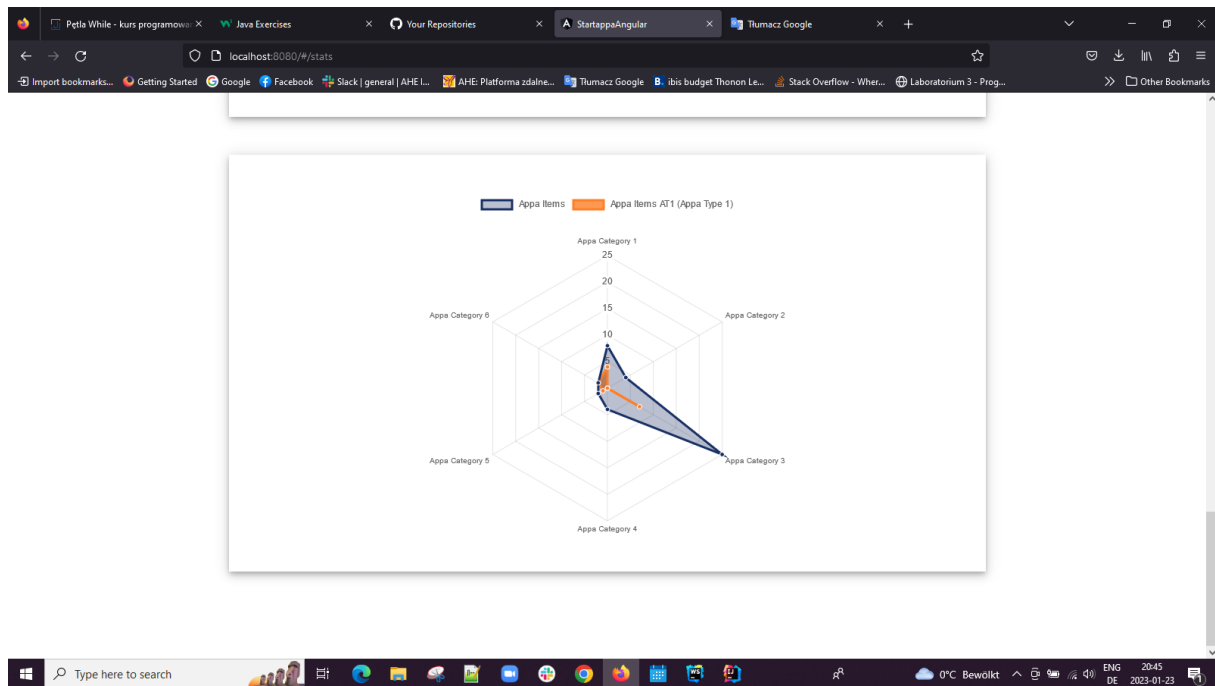 Pętla While - kurs programowar
Java Exercises
Your Repositories
StartappaAngular
Tłumacz Google
localhost:8080/#/stats
Import bookmarks...
Getting Started
Google
Facebook
Slack | general | AHE I...
AHE: Platforma zdalne...
Tłumacz Google
ibis budget Thonon Le...
Stack Overflow - Wher...
Laboratorium 3 - Prog...
Other Bookmarks
Appa Items
Appa Items AT1 (Appa Type 1)
Appa Category 1
25
20
15
10
5
Appa Category 6
Appa Category 2
Appa Category 5
Appa Category 3
Appa Category 4
Type here to search
0°C Bewölkt
ENG
DE
20:45
2023-01-23